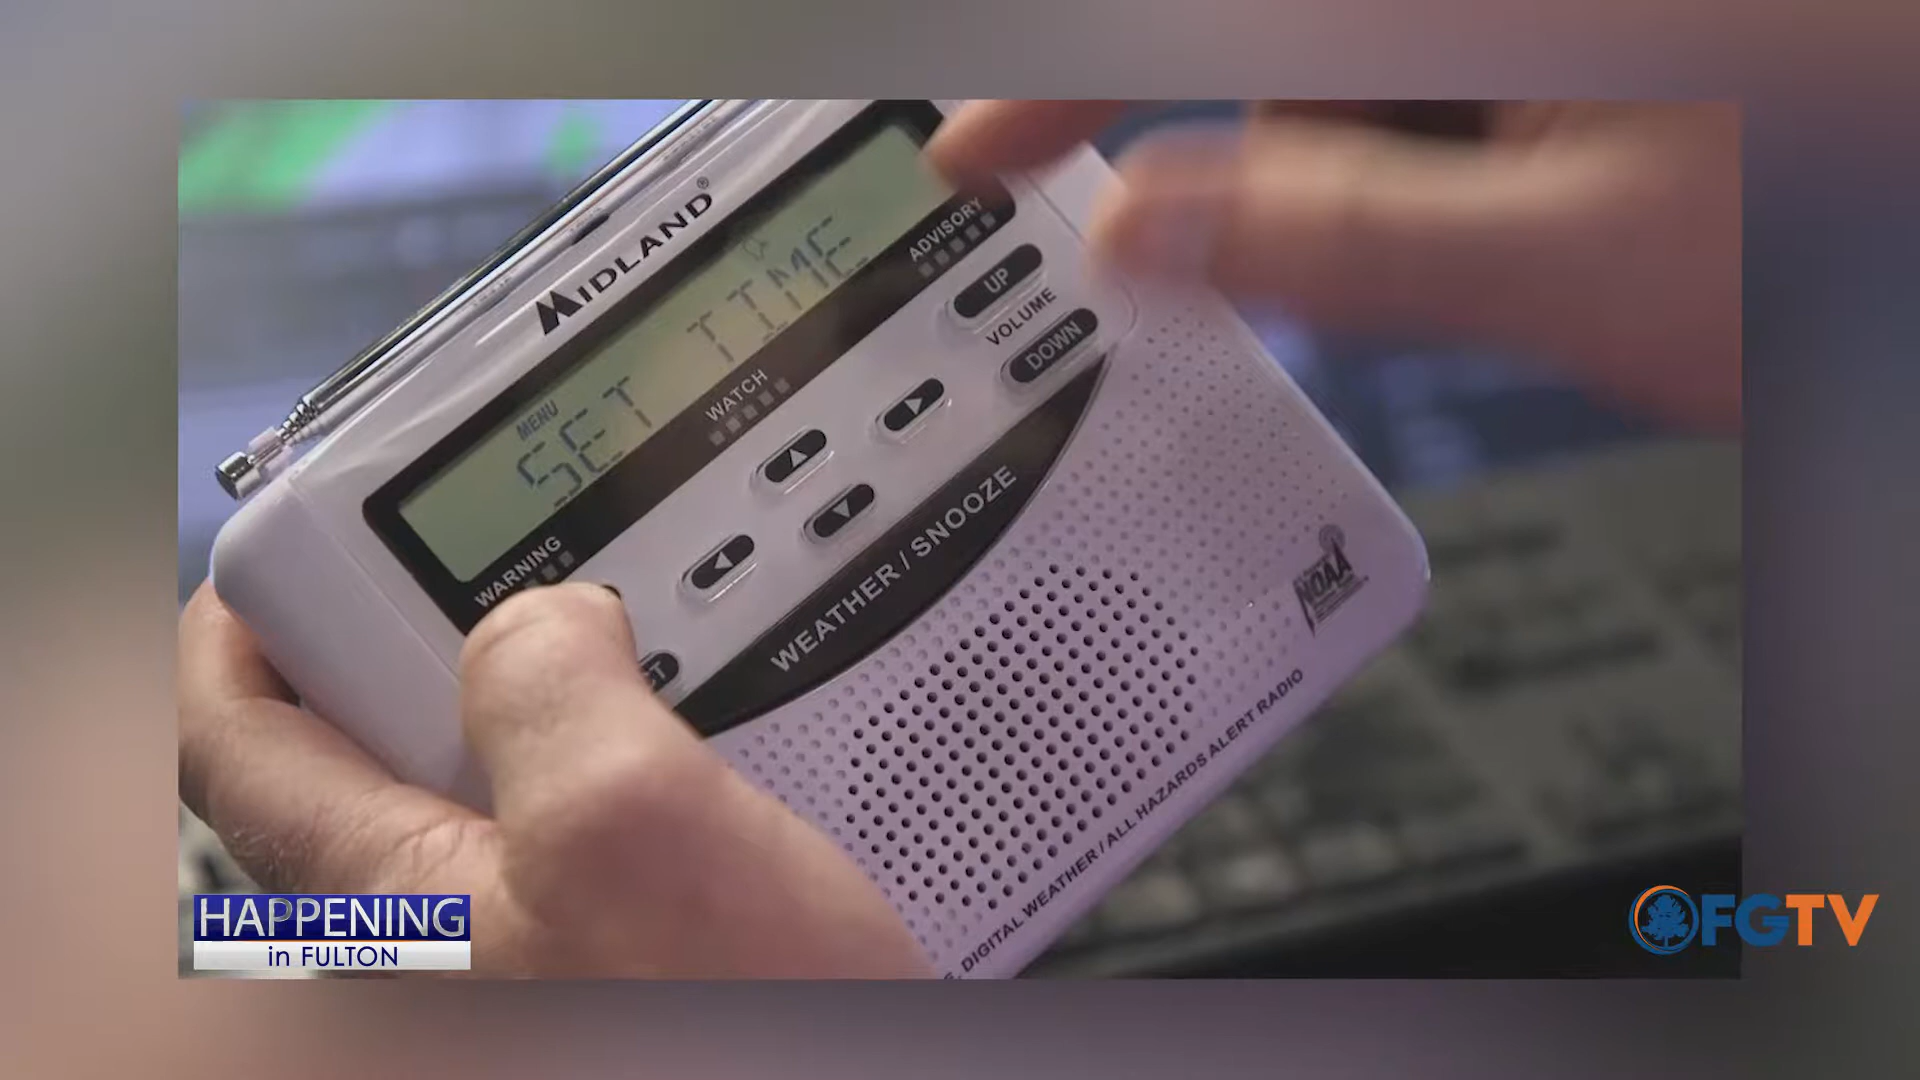 MIDLAND®
MENU
SET TIME
WARNING
WATCH
ADVISORY
UP
VOLUME
DOWN
WEATHER / SNOOZE
NOAA
DIGITAL WEATHER / ALL HAZARDS ALERT RADIO
HAPPENING
in FULTON
FGTV